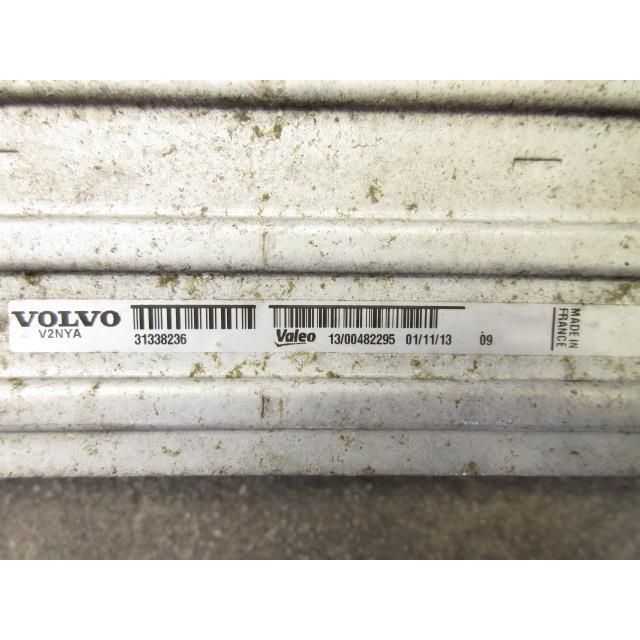 VOLVO
V2NYA
31338236
Valeo 13/00482295 01/11/13 09
MADE IN
FRANCE